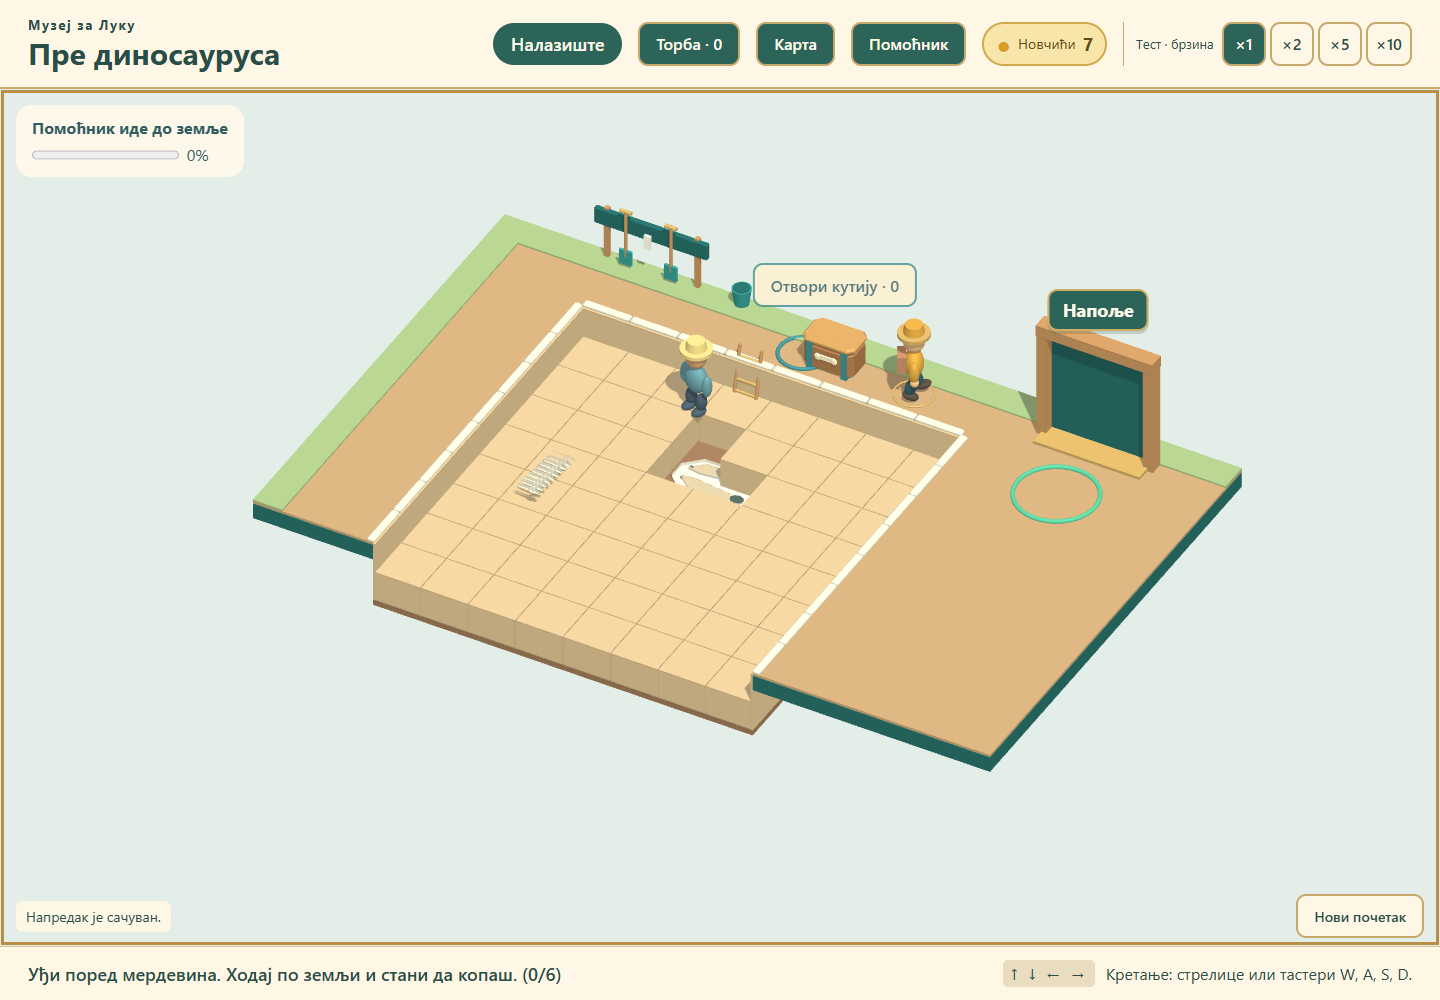 Музеј за Луку
Пре диносауруса
Налазиште
Торба · 0
Карта
Помоћник
Новчићи 7
Тест · брзина
×1
×2
×5
×10
Помоћник иде до земље
0%
Отвори кутију · 0
Напоље
Напредак је сачуван.
Нови почетак
Уђи поред мердевина. Ходај по земљи и стани да копаш. (0/6)
↑ ↓ ← → Кретање: стрелице или тастери W, A, S, D.